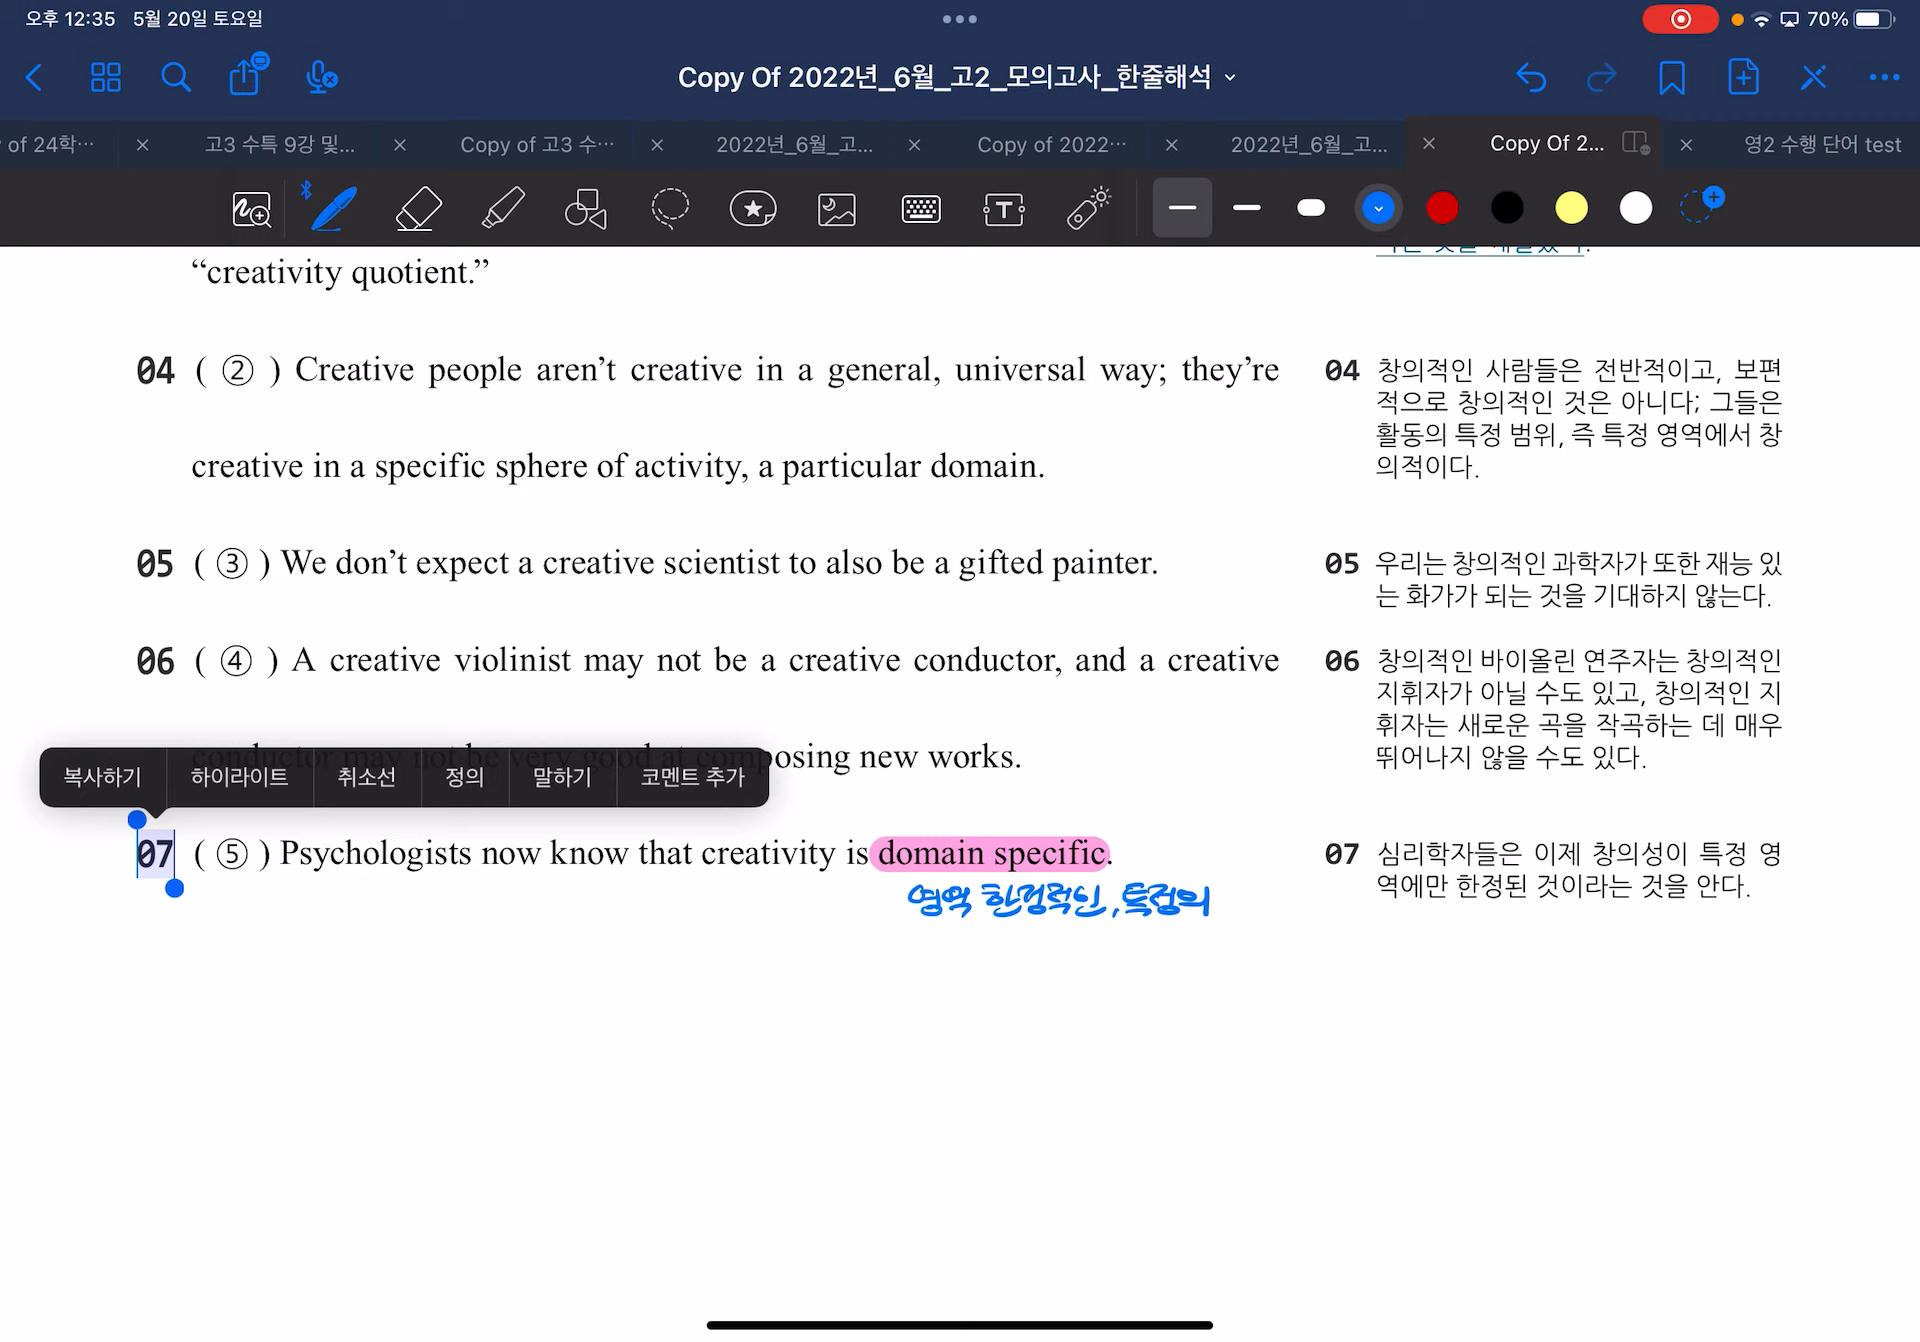 오후 12:35 5월 20일 토요일
70%
Copy Of 2022년_6월_고2_모의고사_한줄해석
of 24학···
고3 수특 9강 및...
Copy of 고3 수···
2022년_6월_고...
Copy of 2022···
2022년_6월_고...
Copy Of 2...
영2 수행 단어 test
“creativity quotient.”
04 ( ② ) Creative people aren’t creative in a general, universal way; they’re
creative in a specific sphere of activity, a particular domain.
04 창의적인 사람들은 전반적이고, 보편
적으로 창의적인 것은 아니다; 그들은
활동의 특정 범위, 즉 특정 영역에서 창
의적이다.
05 ( ③ ) We don’t expect a creative scientist to also be a gifted painter.
05 우리는 창의적인 과학자가 또한 재능 있
는 화가가 되는 것을 기대하지 않는다.
06 ( ④ ) A creative violinist may not be a creative conductor, and a creative
conductor may not be very good at composing new works.
06 창의적인 바이올린 연주자는 창의적인
지휘자가 아닐 수도 있고, 창의적인 지
휘자는 새로운 곡을 작곡하는 데 매우
뛰어나지 않을 수도 있다.
복사하기 하이라이트 취소선 정의 말하기 코멘트 추가
07 ( ⑤ ) Psychologists now know that creativity is domain specific.
영역 한정적인, 특정의
07 심리학자들은 이제 창의성이 특정 영
역에만 한정된 것이라는 것을 안다.